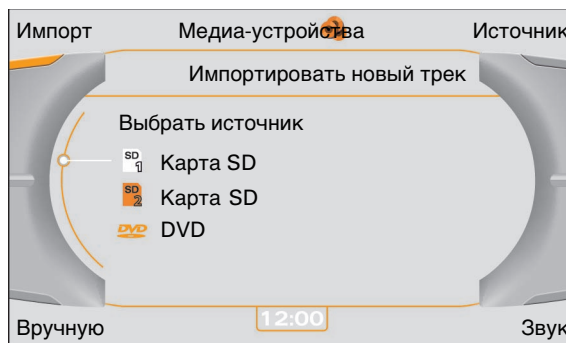 Импорт Медиа-устройства Источник
Импортировать новый трек
Выбрать источник
SD 1 Карта SD
SD 2 Карта SD
DVD DVD
12:00
Вручную Звук